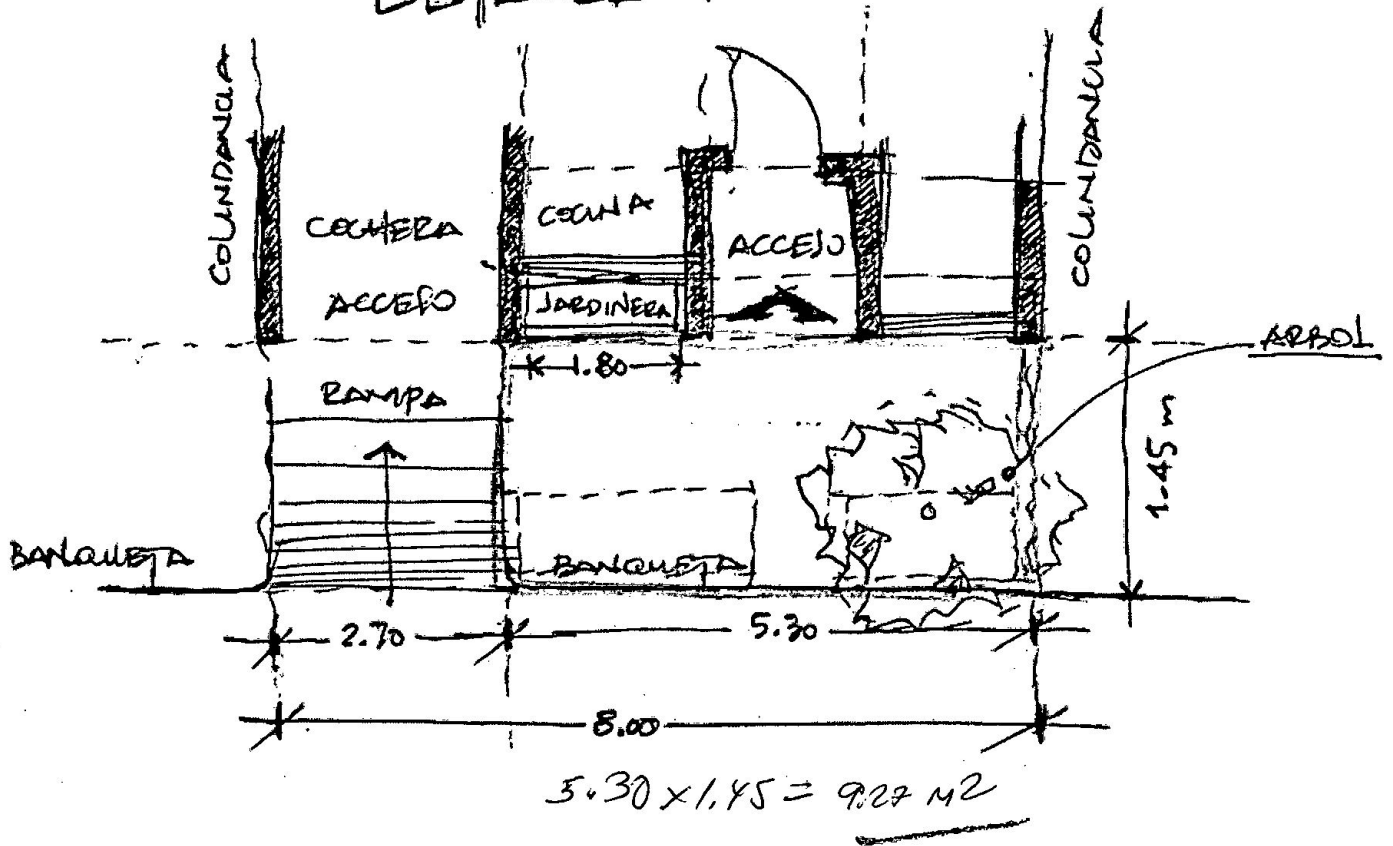 COLINDANCIA
COLINDANCIA
COCHERA
COCINA
ACCESO
ACCESO
JARDINERA
ARBOL
1.80
RAMPA
1.45 m
BANQUETA
BANQUETA
2.70
5.30
8.00
5.30 x 1.45 = 9.27 M2